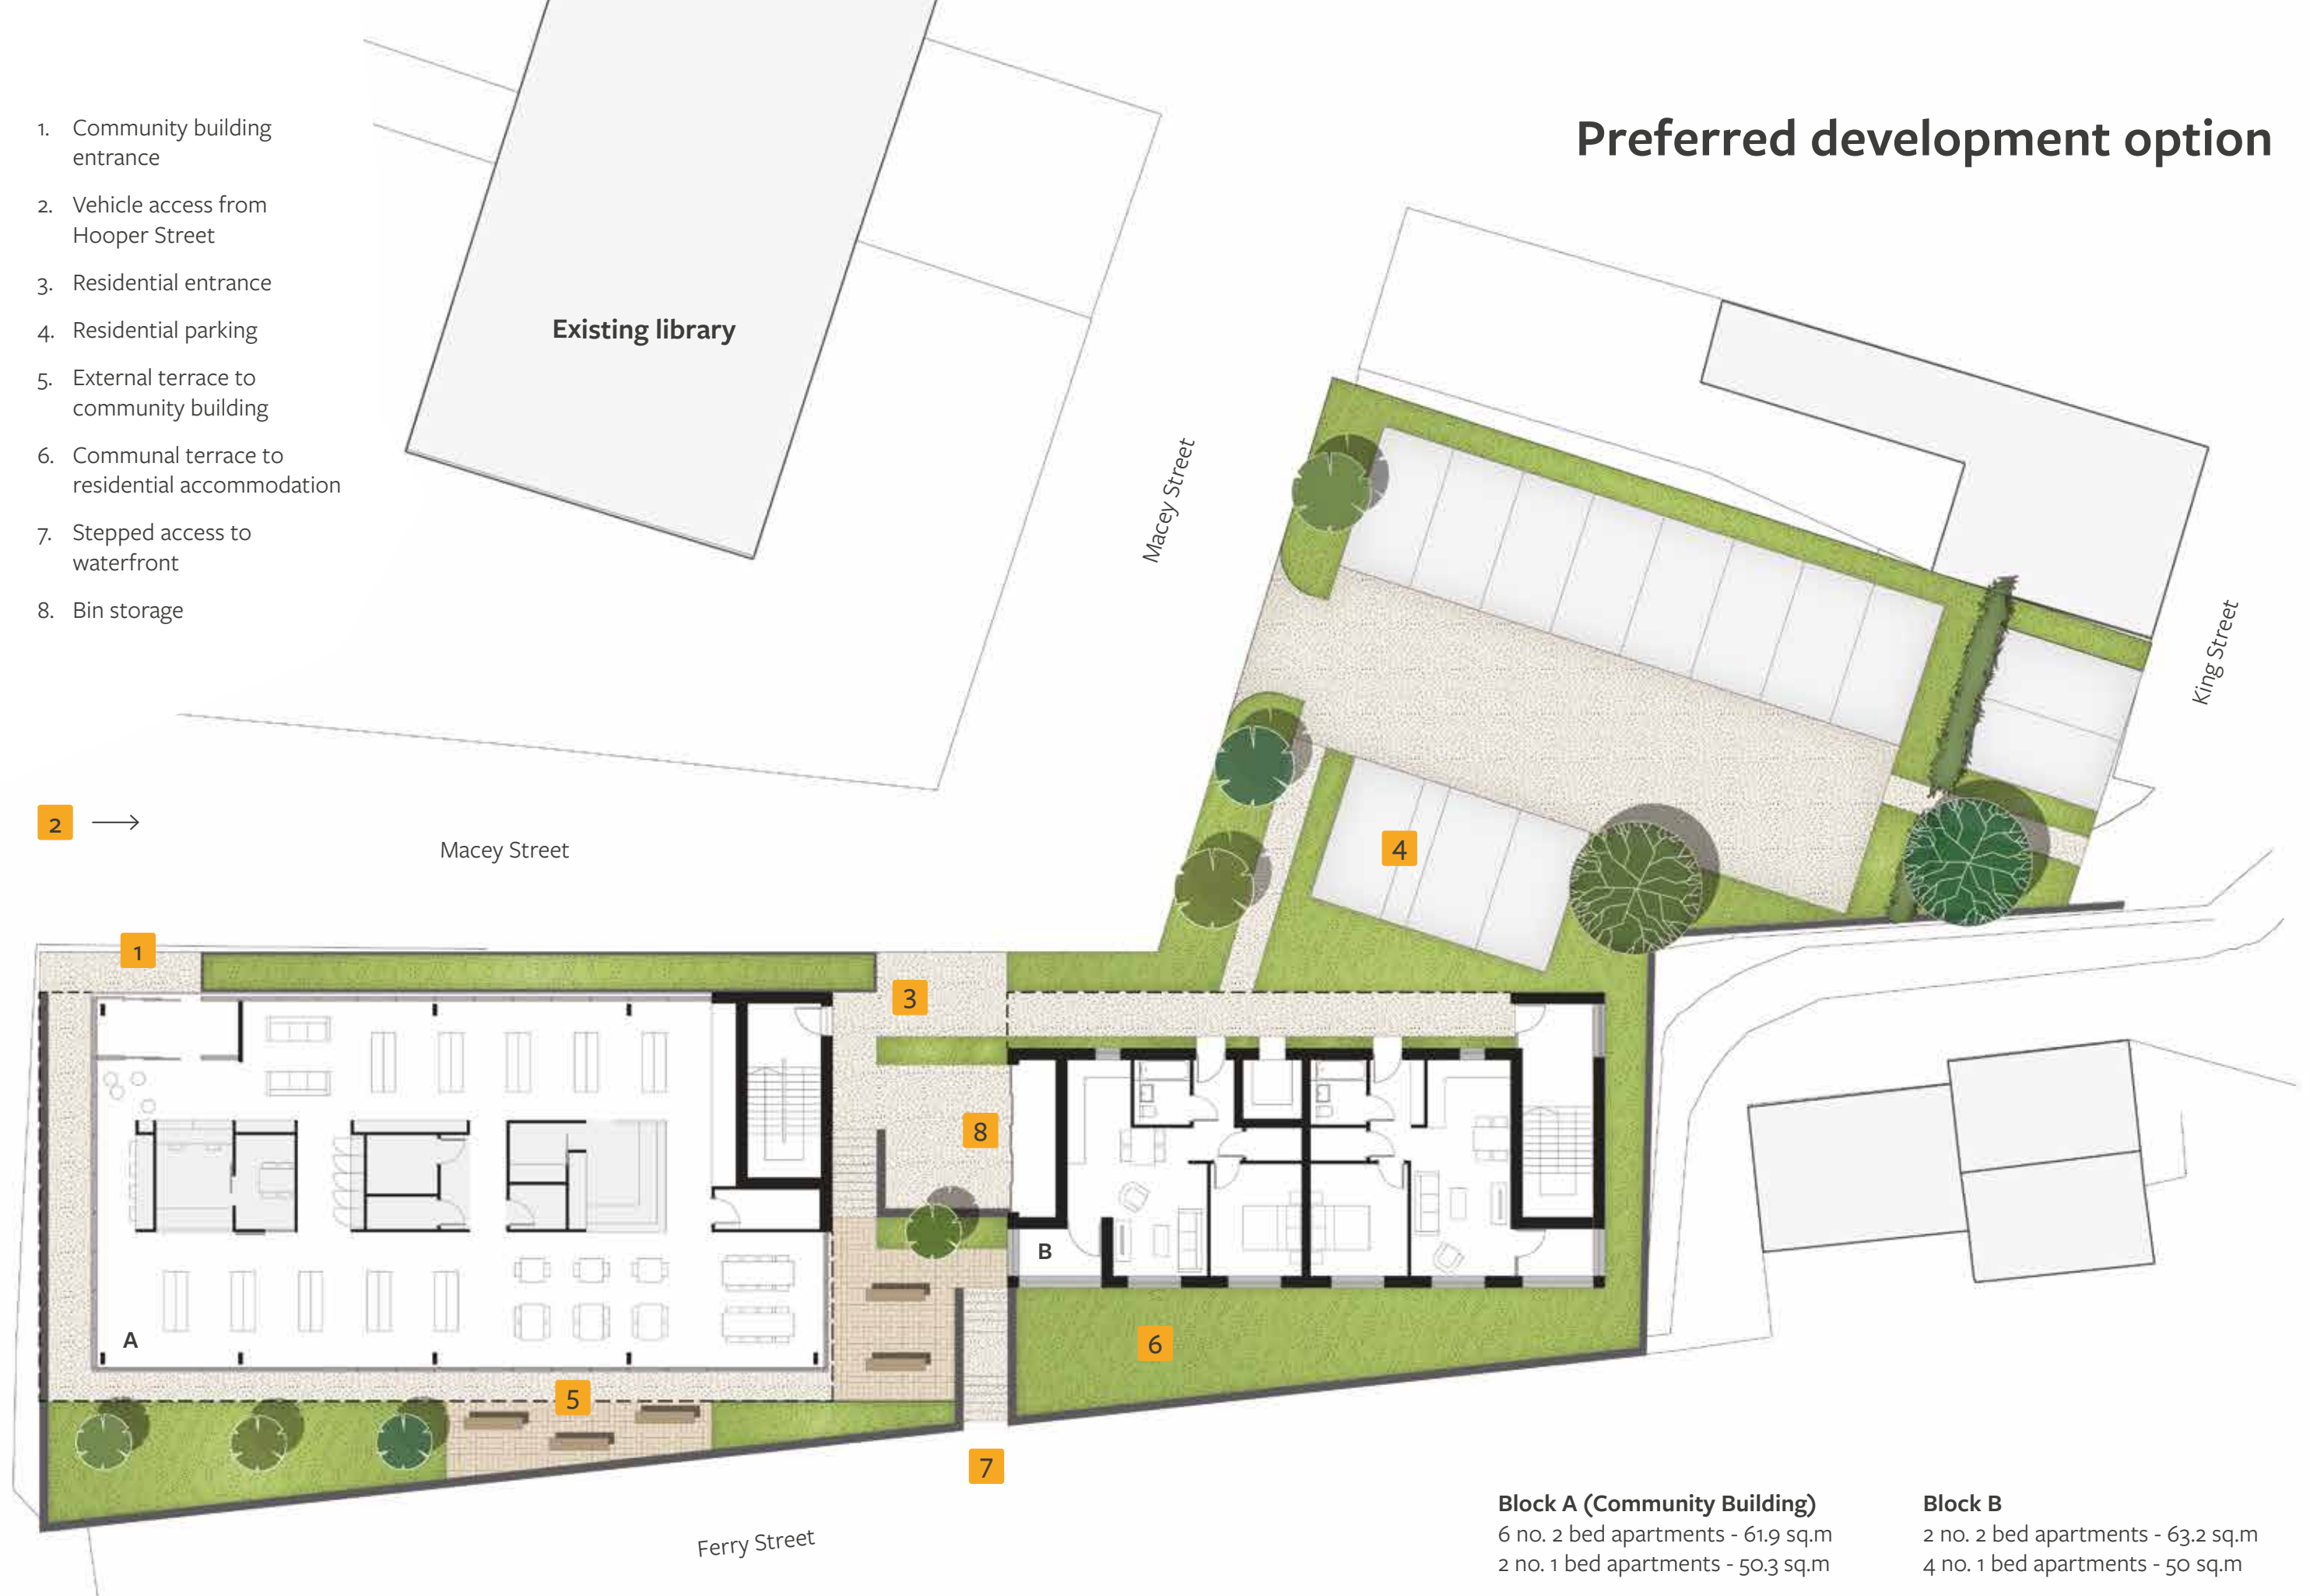 Preferred development option
1. Community building
entrance
2. Vehicle access from
Hooper Street
3. Residential entrance
4. Residential parking
5. External terrace to
community building
6. Communal terrace to
residential accommodation
7. Stepped access to
waterfront
8. Bin storage
Existing library
Macey Street
King Street
2
Macey Street
4
1
3
8
B
A
6
5
7
Ferry Street
Block A (Community Building)
6 no. 2 bed apartments - 61.9 sq.m
2 no. 1 bed apartments - 50.3 sq.m
Block B
2 no. 2 bed apartments - 63.2 sq.m
4 no. 1 bed apartments - 50 sq.m